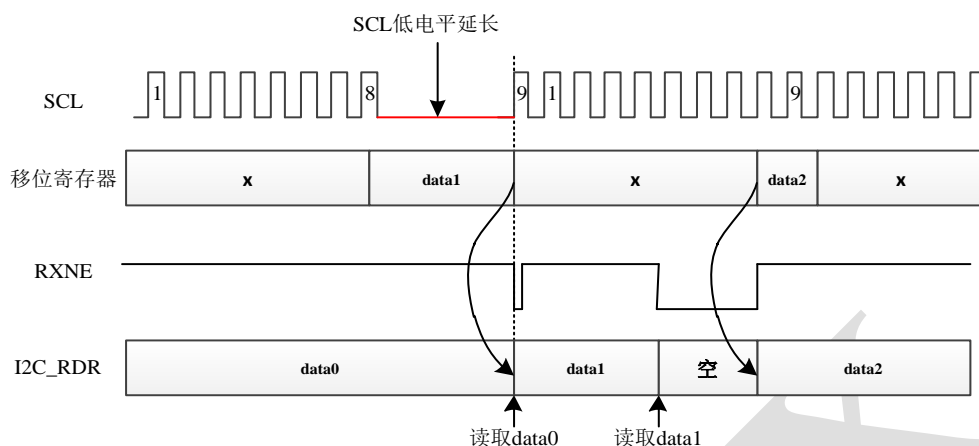 SCL低电平延长
SCL 1 8 9 1 9
移位寄存器 x data1 x data2 x
RXNE
I2C_RDR data0 data1 空 data2
读取data0 读取data1